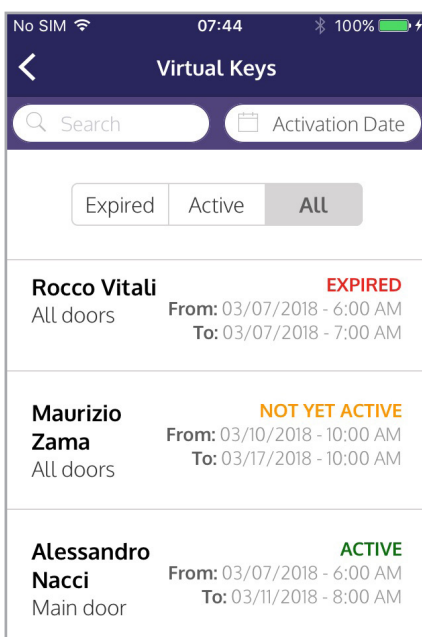 No SIM 07:44 100%
Virtual Keys
Search Activation Date
Expired Active All
Rocco Vitali EXPIRED
All doors From: 03/07/2018 - 6:00 AM
To: 03/07/2018 - 7:00 AM
Maurizio NOT YET ACTIVE
Zama From: 03/10/2018 - 10:00 AM
All doors To: 03/17/2018 - 10:00 AM
Alessandro ACTIVE
Nacci From: 03/07/2018 - 6:00 AM
Main door To: 03/11/2018 - 8:00 AM